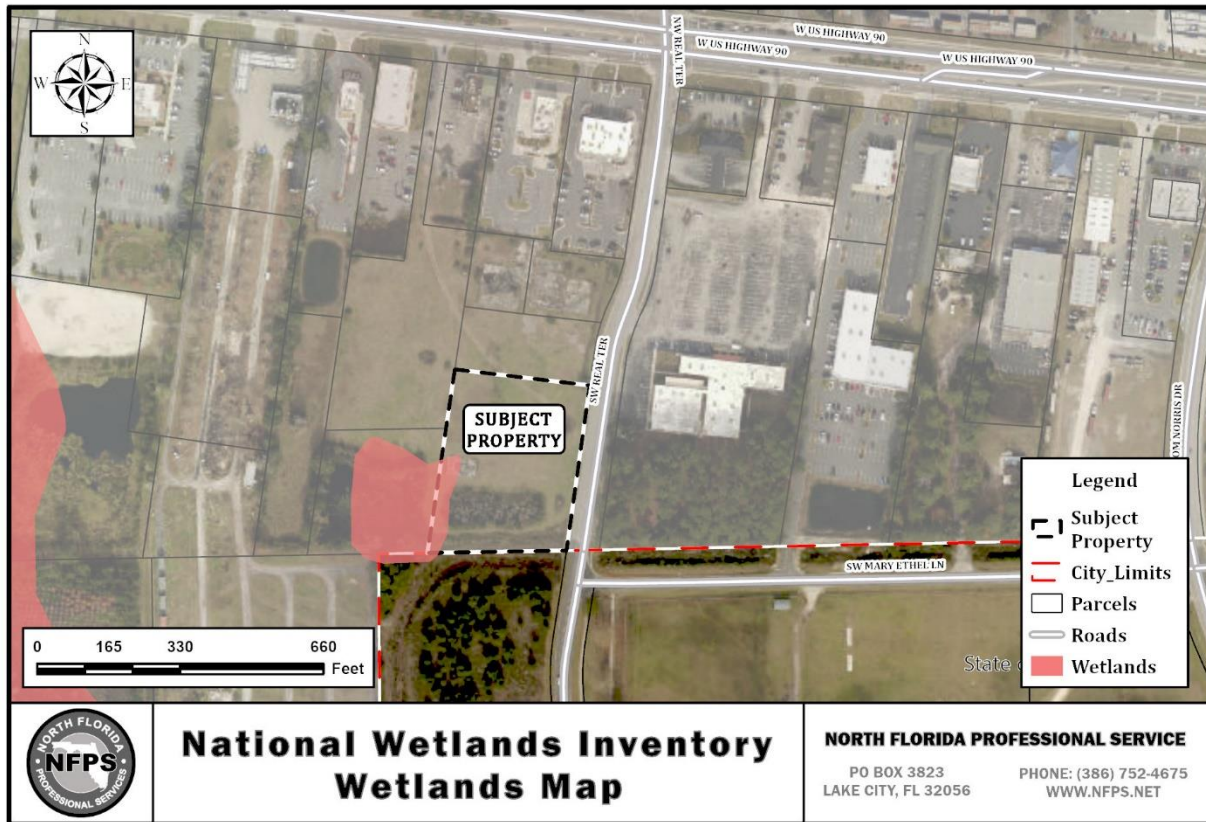 N
W E
S
NW REAL TER
W US HIGHWAY 90
W US HIGHWAY 90
W US HIGHWAY 90
SW REAL TER
SUBJECT
PROPERTY
OM NORRIS DR
SW MARY ETHEL LN
State o
Legend
Subject
Property
City_Limits
Parcels
Roads
Wetlands
0 165 330 660
Feet
NORTH FLORIDA
NFPS
PROFESSIONAL SERVICES
National Wetlands Inventory
Wetlands Map
NORTH FLORIDA PROFESSIONAL SERVICE
PO BOX 3823
LAKE CITY, FL 32056
PHONE: (386) 752-4675
WWW.NFPS.NET